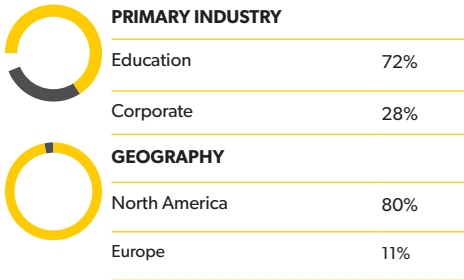 PRIMARY INDUSTRY
Education 72%
Corporate 28%
GEOGRAPHY
North America 80%
Europe 11%